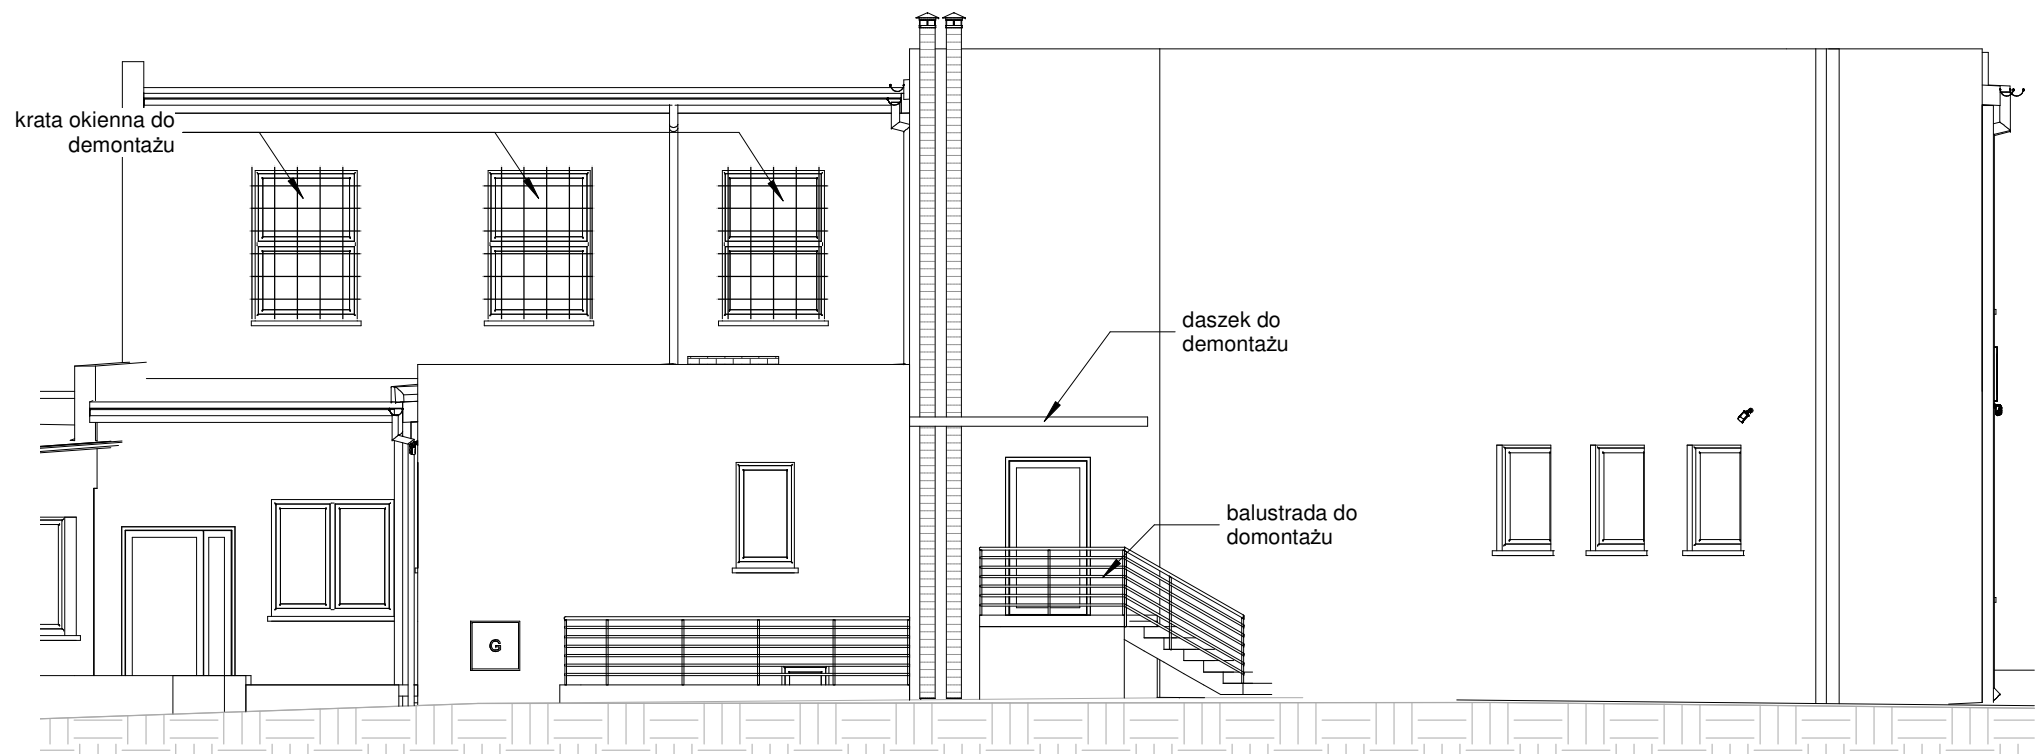 krata okienna do
demontażu
daszek do
demontażu
balustrada do
domontażu
G